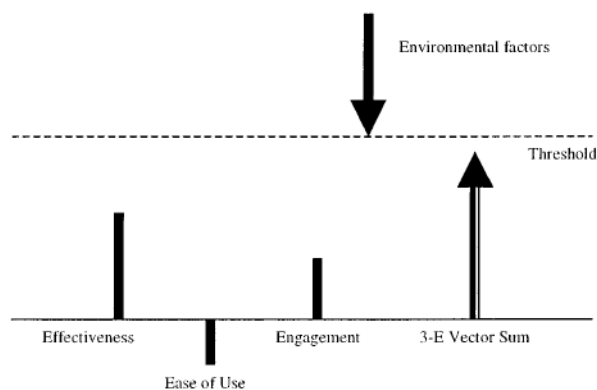 Environmental factors
Threshold
Effectiveness
Engagement
3-E Vector Sum
Ease of Use